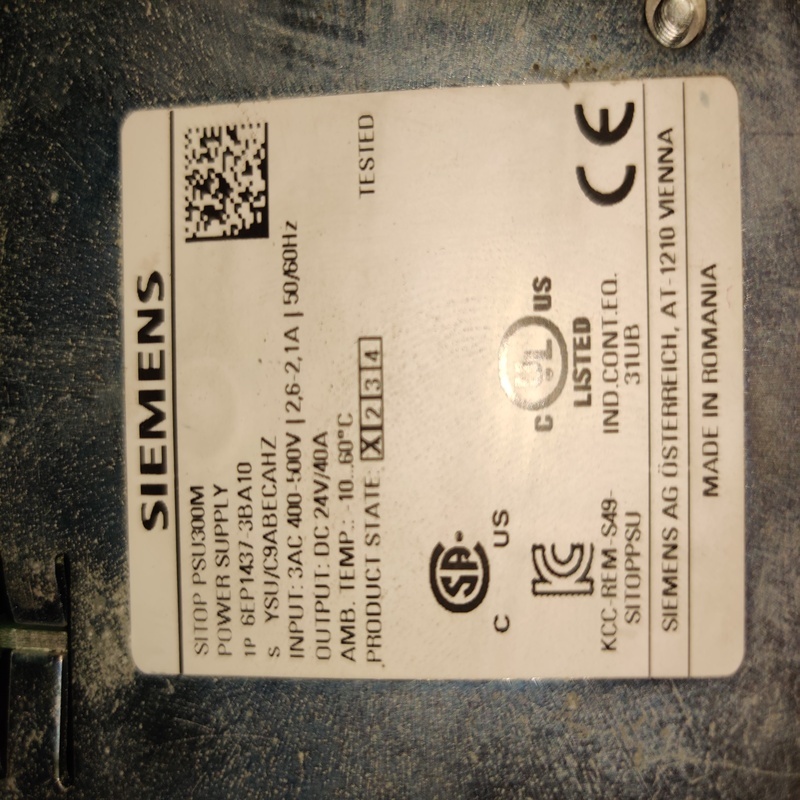 SIEMENS
SITOP PSU300M
POWER SUPPLY
1P 6EP1437-3BA10
S YSU/C9ABECAHZ
INPUT: 3AC 400-500V | 2,6-2,1A | 50/60Hz
OUTPUT: DC 24V/40A
AMB. TEMP.: -10...60°C
PRODUCT STATE: X 2 3 4 TESTED
C SA US
C UL US
LISTED
KCC-REM-S49- IND.CONT.EQ.
SITOPPSU 31UB
CE
SIEMENS AG ÖSTERREICH, AT-1210 VIENNA
MADE IN ROMANIA